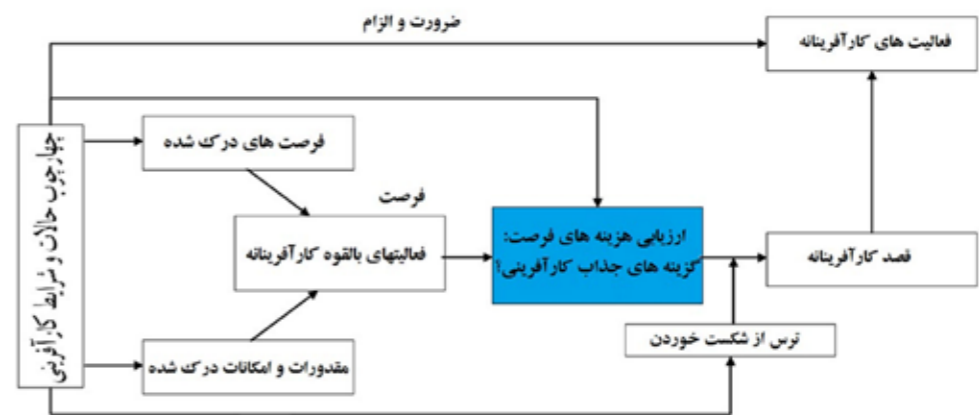 ضرورت و الزام
فعالیت های کارآفرینانه
چهارچوب حالات و شرایط کارآفرینی
فرصت های درک شده
فرصت
فعالیتهای بالقوه کارآفرینانه
ارزیابی هزینه های فرصت:
گزینه های جذاب کارآفرینی؟
قصد کارآفرینانه
ترس از شکست خوردن
مقدورات و امکانات درک شده